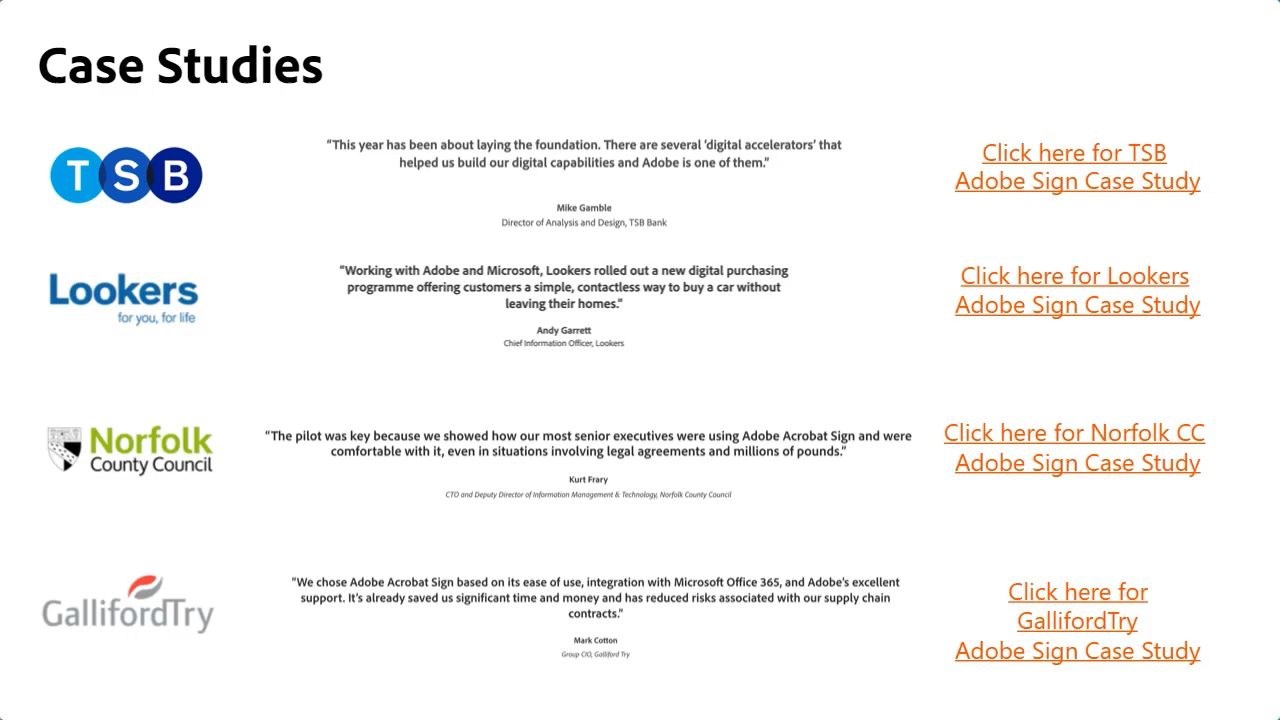 Case Studies
TSB
“This year has been about laying the foundation. There are several ‘digital accelerators’ that
helped us build our digital capabilities and Adobe is one of them.”
Mike Gamble
Director of Analysis and Design, TSB Bank
Click here for TSB
Adobe Sign Case Study
Lookers
for you, for life
“Working with Adobe and Microsoft, Lookers rolled out a new digital purchasing
programme offering customers a simple, contactless way to buy a car without
leaving their homes.”
Andy Garrett
Chief Information Officer, Lookers
Click here for Lookers
Adobe Sign Case Study
Norfolk
County Council
“The pilot was key because we showed how our most senior executives were using Adobe Acrobat Sign and were
comfortable with it, even in situations involving legal agreements and millions of pounds.”
Kurt Frary
CTO and Deputy Director of Information Management & Technology, Norfolk County Council
Click here for Norfolk CC
Adobe Sign Case Study
GallifordTry
“We chose Adobe Acrobat Sign based on its ease of use, integration with Microsoft Office 365, and Adobe’s excellent
support. It’s already saved us significant time and money and has reduced risks associated with our supply chain
contracts.”
Mark Cotton
Group CIO, Galliford Try
Click here for
GallifordTry
Adobe Sign Case Study